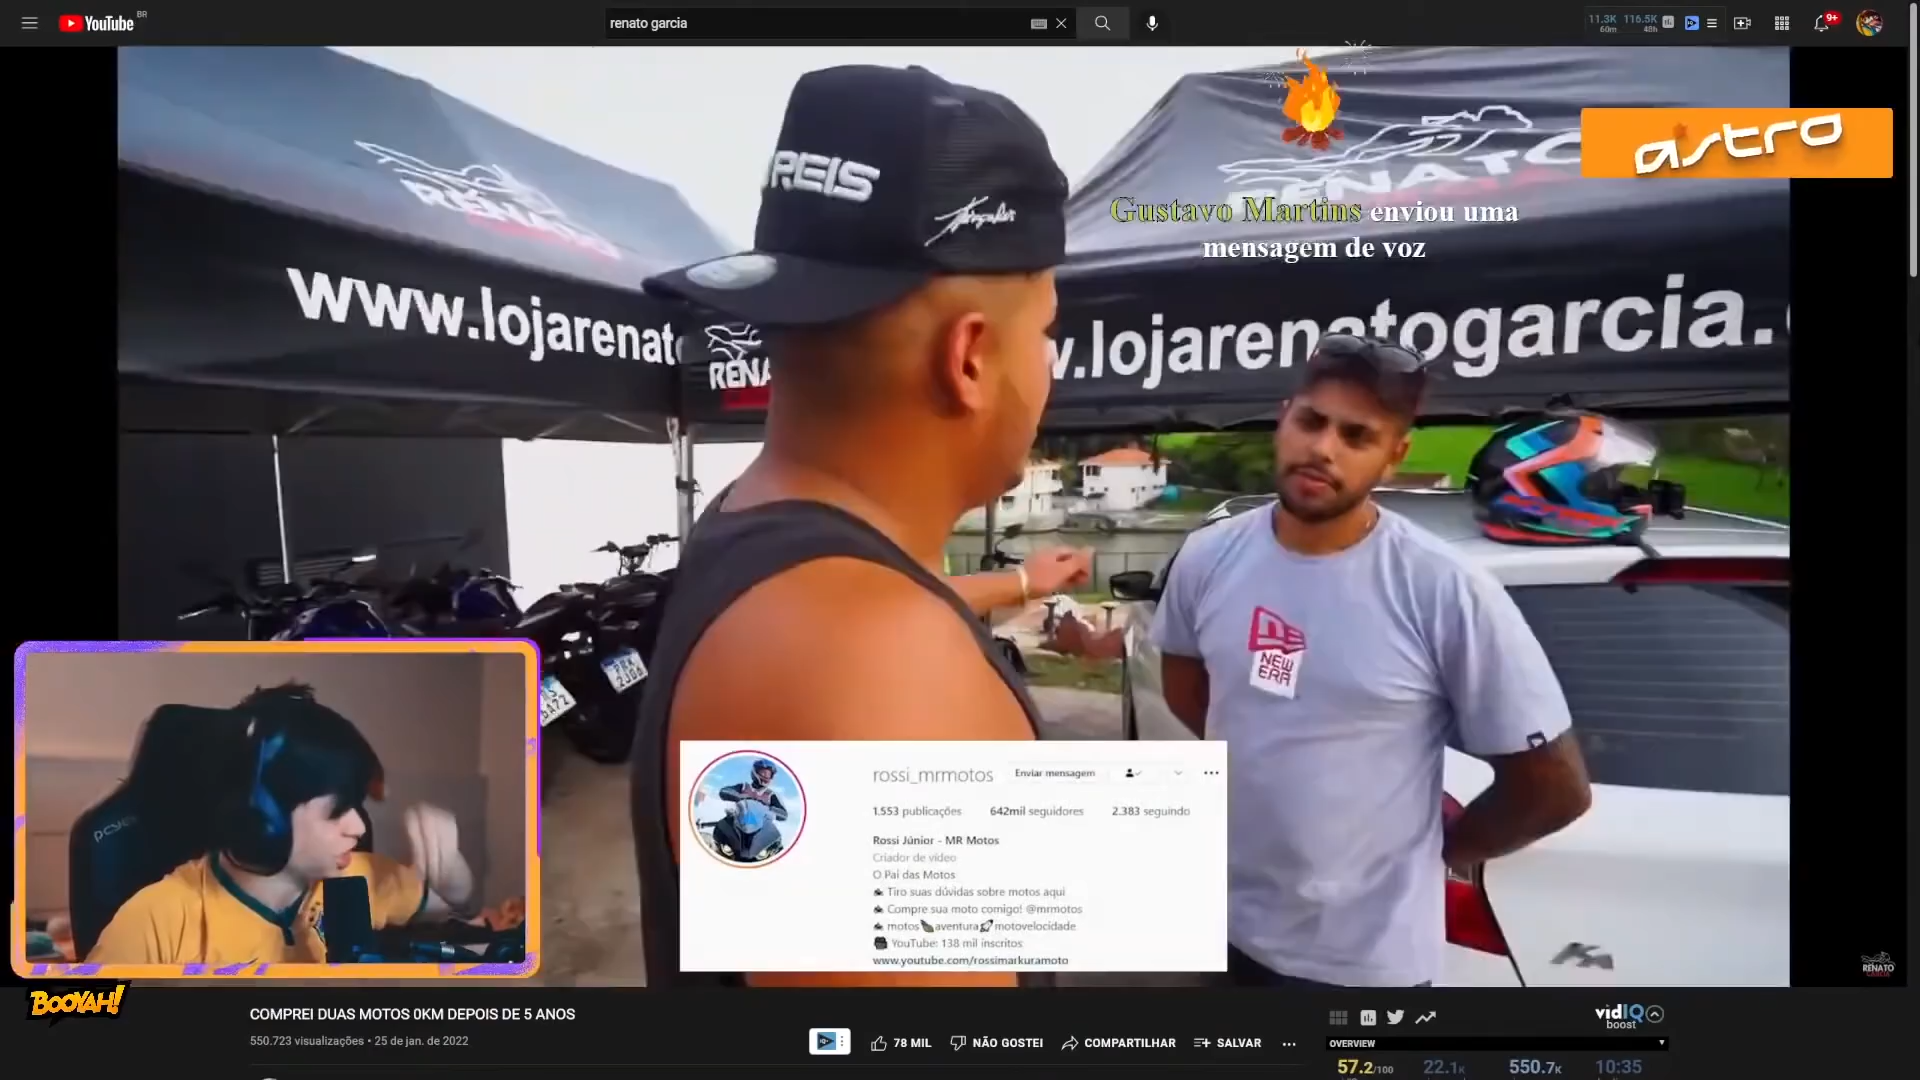 YouTube BR
renato garcia
11.3K 116.5K
60m 48h
9+
astro
Gustavo Martins enviou uma
mensagem de voz
REIS
RENATO
www.lojarenat
lojarenatogarcia.
NEW
ERA
rossi_mrmotos Enviar mensagem
1.553 publicações 642mil seguidores 2.383 seguindo
Rossi Júnior - MR Motos
Criador de vídeo
O Pai das Motos
Tiro suas dúvidas sobre motos aqui
Compre sua moto comigo! @mrmotos
motos aventura motovelocidade
YouTube: 138 mil inscritos
www.youtube.com/rossimarkuramoto
RENATO
GARCIA
BOOYAH!
COMPREI DUAS MOTOS 0KM DEPOIS DE 5 ANOS
550.723 visualizações • 25 de jan. de 2022
78 MIL NÃO GOSTEI COMPARTILHAR SALVAR
vidIQ
boost
OVERVIEW
57.2/100 22.1K 550.7K 10:35